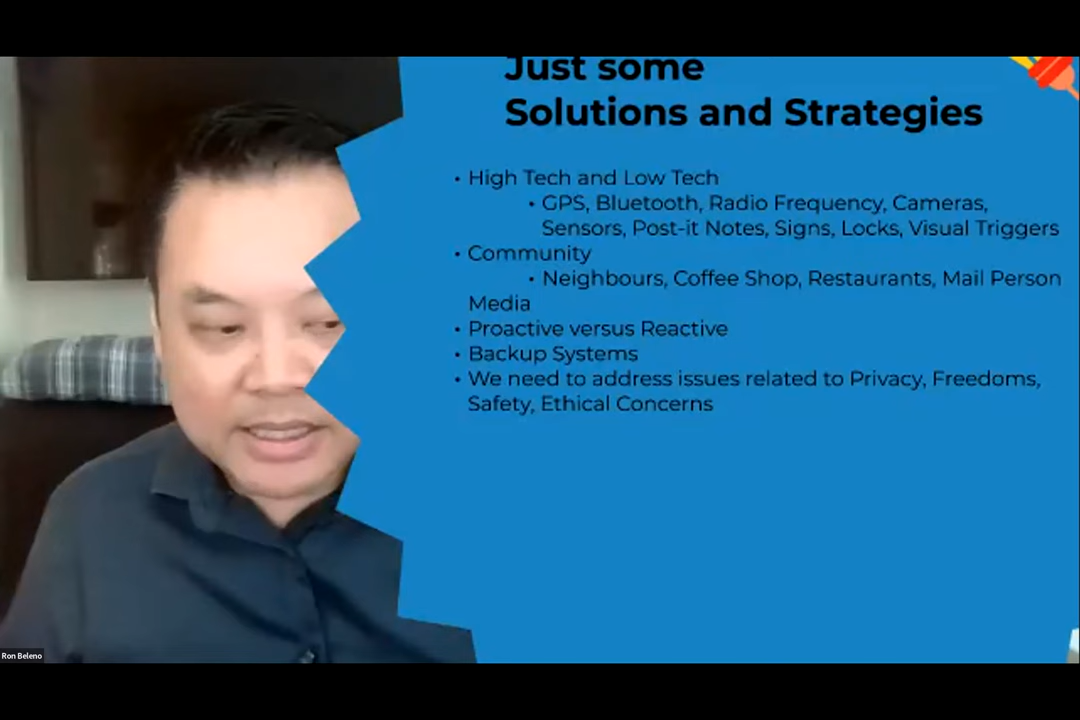 Just some
Solutions and Strategies
• High Tech and Low Tech
• GPS, Bluetooth, Radio Frequency, Cameras,
Sensors, Post-it Notes, Signs, Locks, Visual Triggers
• Community
• Neighbours, Coffee Shop, Restaurants, Mail Person
Media
• Proactive versus Reactive
• Backup Systems
• We need to address issues related to Privacy, Freedoms,
Safety, Ethical Concerns
Ron Beleno